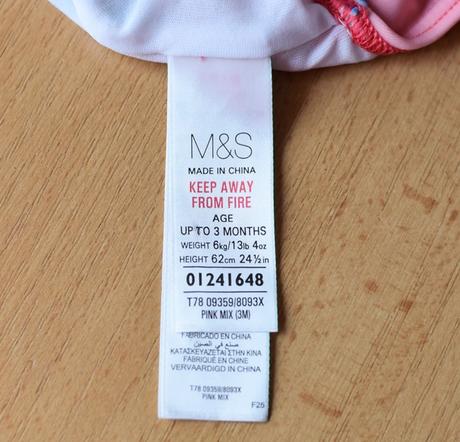 M&S
MADE IN CHINA
KEEP AWAY
FROM FIRE
AGE
UP TO 3 MONTHS
WEIGHT 6kg/13lb 4oz
HEIGHT 62cm 24½in
01241648
T78 09359/8093X
PINK MIX (3M)
FABRICADO EN CHINA
صنع في الصين
ΚΑΤΑΣΚΕΥΑΖΕΤΑΙ ΣΤΗΝ ΚΙΝΑ
FABRIQUÉ EN CHINE
VERVAARDIGD IN CHINA
T78 09359/8093X
PINK MIX
F25